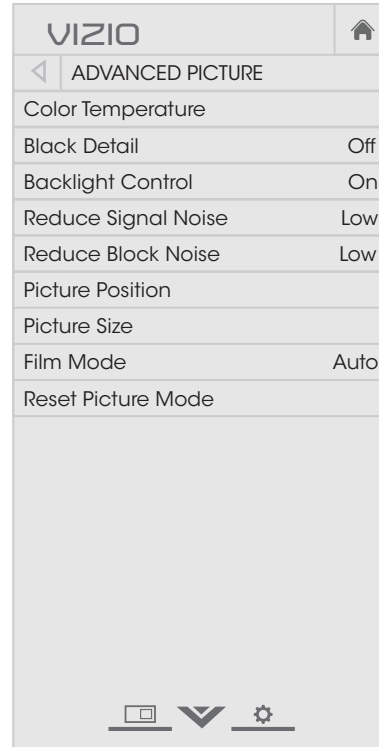 VIZIO
ADVANCED PICTURE
Color Temperature
Black Detail Off
Backlight Control On
Reduce Signal Noise Low
Reduce Block Noise Low
Picture Position
Picture Size
Film Mode Auto
Reset Picture Mode